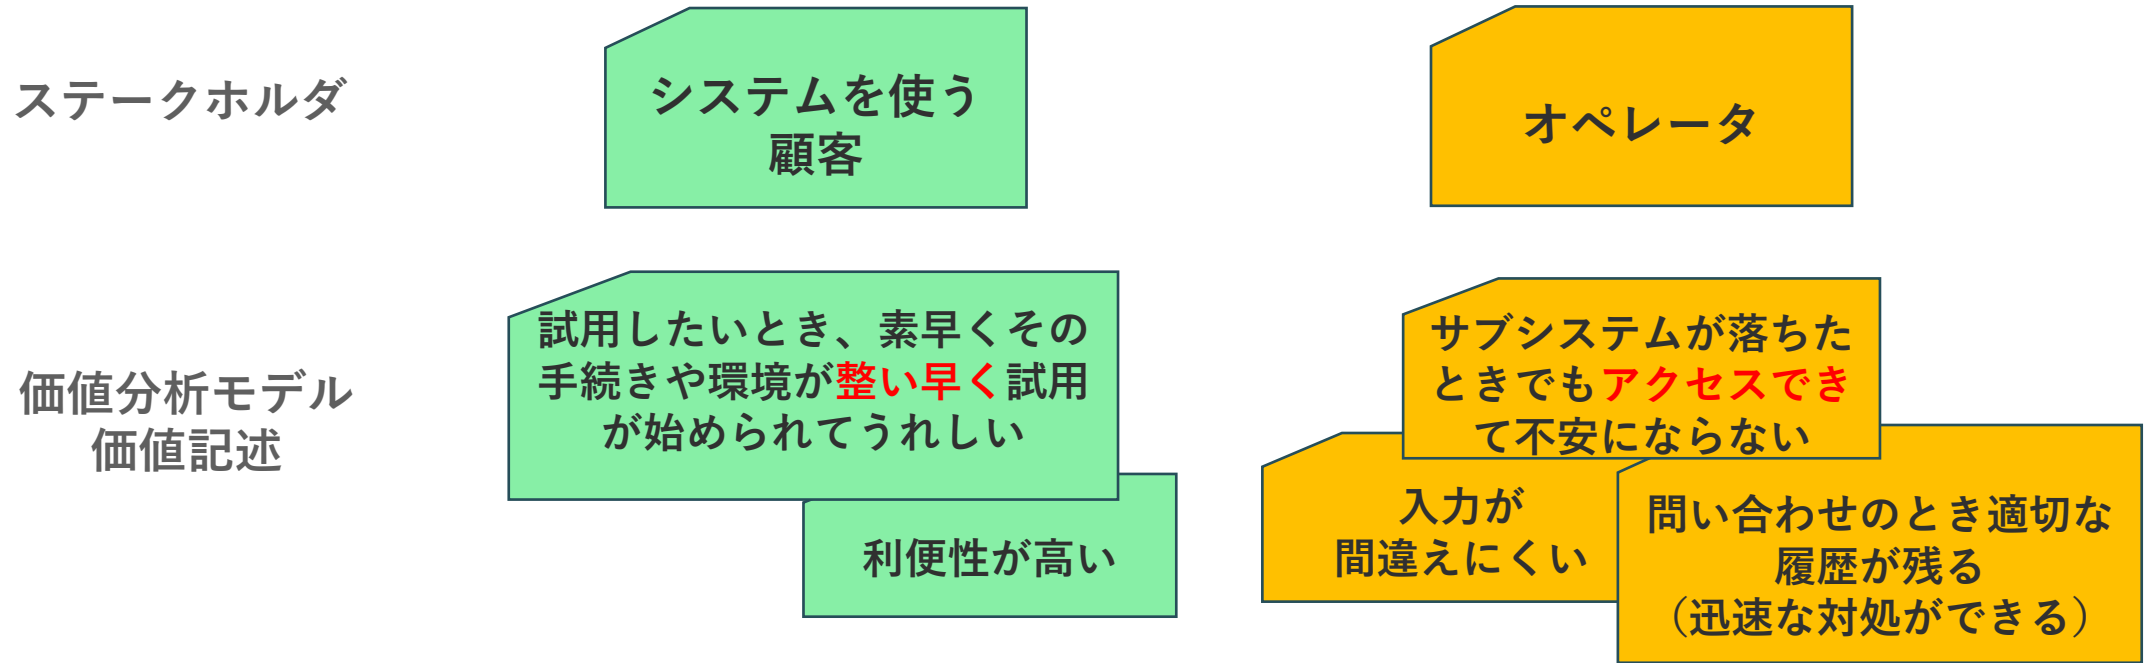 ステークホルダ
システムを使う
顧客
オペレータ
価値分析モデル
価値記述
試用したいとき、素早くその
手続きや環境が整い早く試用
が始められてうれしい
利便性が高い
サブシステムが落ちた
ときでもアクセスでき
て不安にならない
入力が
間違えにくい
問い合わせのとき適切な
履歴が残る
（迅速な対処ができる）